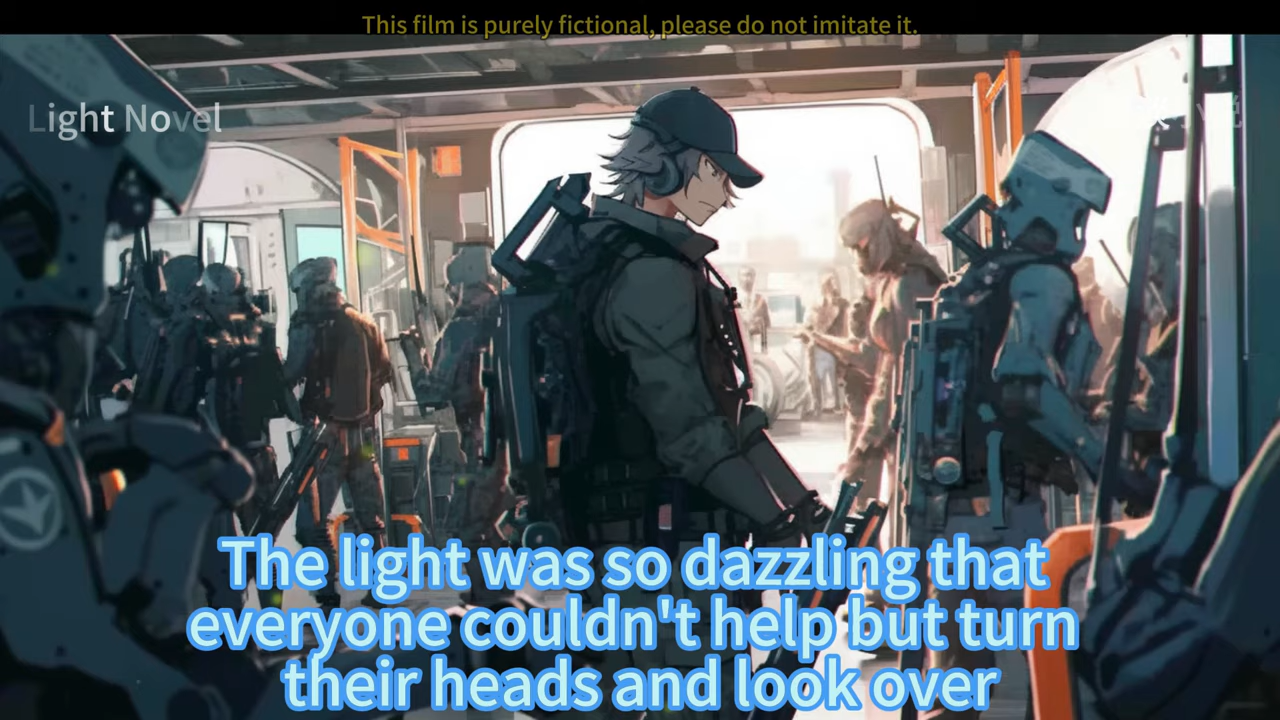 This film is purely fictional, please do not imitate it.
Light Novel
The light was so dazzling that
everyone couldn't help but turn
their heads and look over